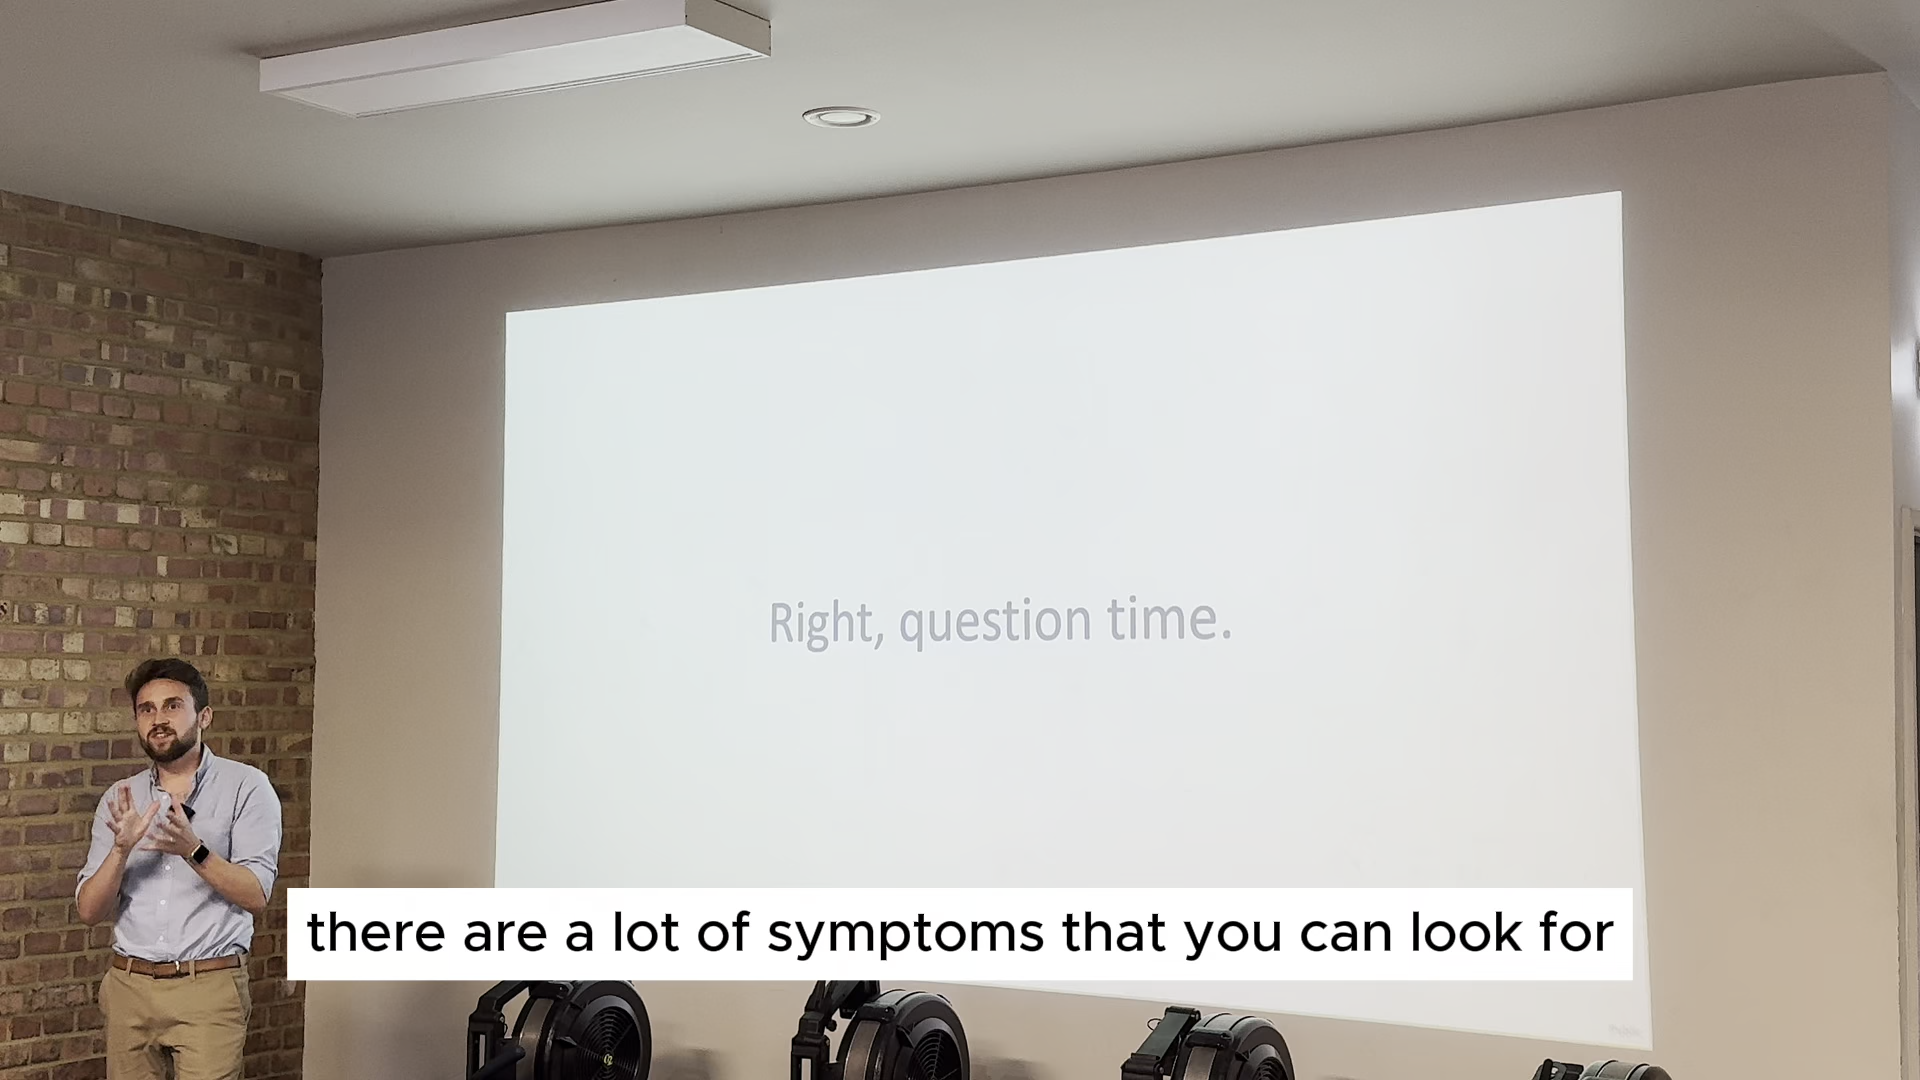 Right, question time.
there are a lot of symptoms that you can look for